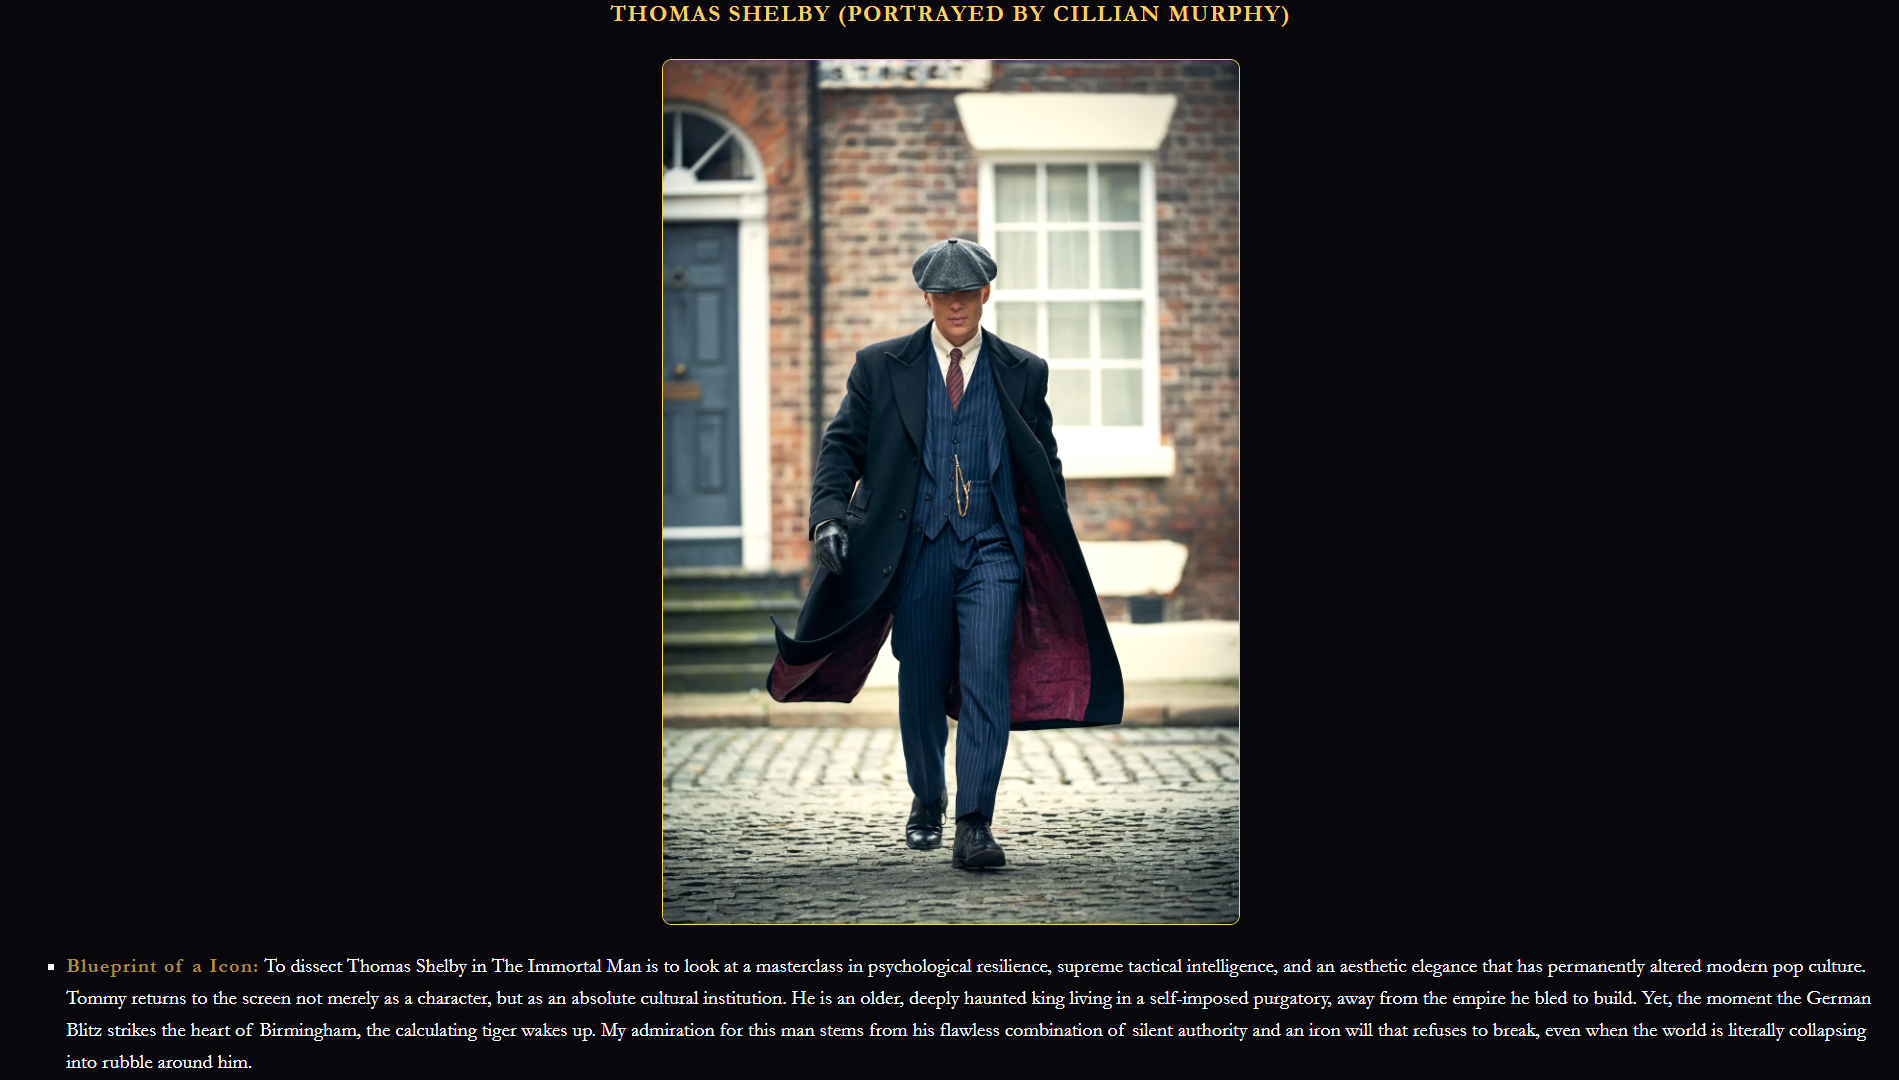 THOMAS SHELBY (PORTRAYED BY CILLIAN MURPHY)
STREET
▪ Blueprint of a Icon: To dissect Thomas Shelby in The Immortal Man is to look at a masterclass in psychological resilience, supreme tactical intelligence, and an aesthetic elegance that has permanently altered modern pop culture.
Tommy returns to the screen not merely as a character, but as an absolute cultural institution. He is an older, deeply haunted king living in a self-imposed purgatory, away from the empire he bled to build. Yet, the moment the German
Blitz strikes the heart of Birmingham, the calculating tiger wakes up. My admiration for this man stems from his flawless combination of silent authority and an iron will that refuses to break, even when the world is literally collapsing
into rubble around him.